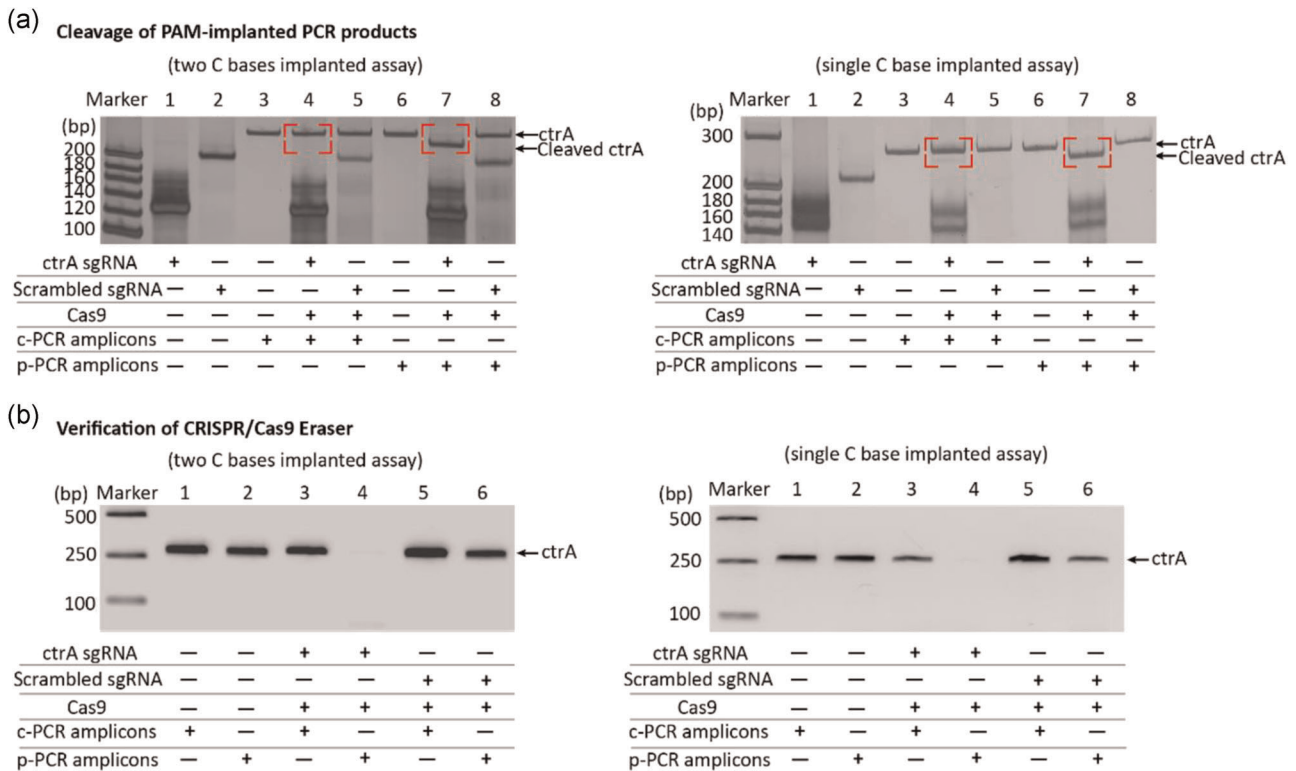 (a)
Cleavage of PAM-implanted PCR products
(two C bases implanted assay)
Marker 1 2 3 4 5 6 7 8
(bp)
200
180
160
140
120
100
ctrA
Cleaved ctrA
ctrA sgRNA + — — + — — + —
Scrambled sgRNA — + — — + — — +
Cas9 — — — + + — + +
c-PCR amplicons — — + + + — — —
p-PCR amplicons — — — — — + + +
(single C base implanted assay)
Marker 1 2 3 4 5 6 7 8
(bp)
300
200
180
160
140
ctrA
Cleaved ctrA
ctrA sgRNA + — — + — — + —
Scrambled sgRNA — + — — + — — +
Cas9 — — — + + — + +
c-PCR amplicons — — + + + — — —
p-PCR amplicons — — — — — + + +
(b)
Verification of CRISPR/Cas9 Eraser
(two C bases implanted assay)
(bp) Marker 1 2 3 4 5 6
500
250
100
ctrA
ctrA sgRNA — — + + — —
Scrambled sgRNA — — — — + +
Cas9 — — + + + +
c-PCR amplicons + — + — + —
p-PCR amplicons — + — + — +
(single C base implanted assay)
(bp) Marker 1 2 3 4 5 6
500
250
100
ctrA
ctrA sgRNA — — + + — —
Scrambled sgRNA — — — — + +
Cas9 — — + + + +
c-PCR amplicons + — + — + —
p-PCR amplicons — + — + — +